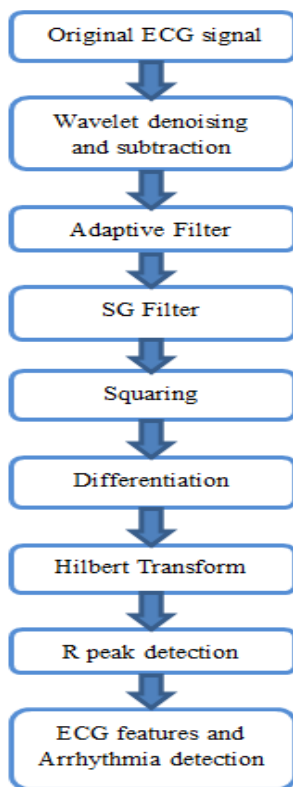 Original ECG signal
Wavelet denoising
and subtraction
Adaptive Filter
SG Filter
Squaring
Differentiation
Hilbert Transform
R peak detection
ECG features and
Arrhythmia detection